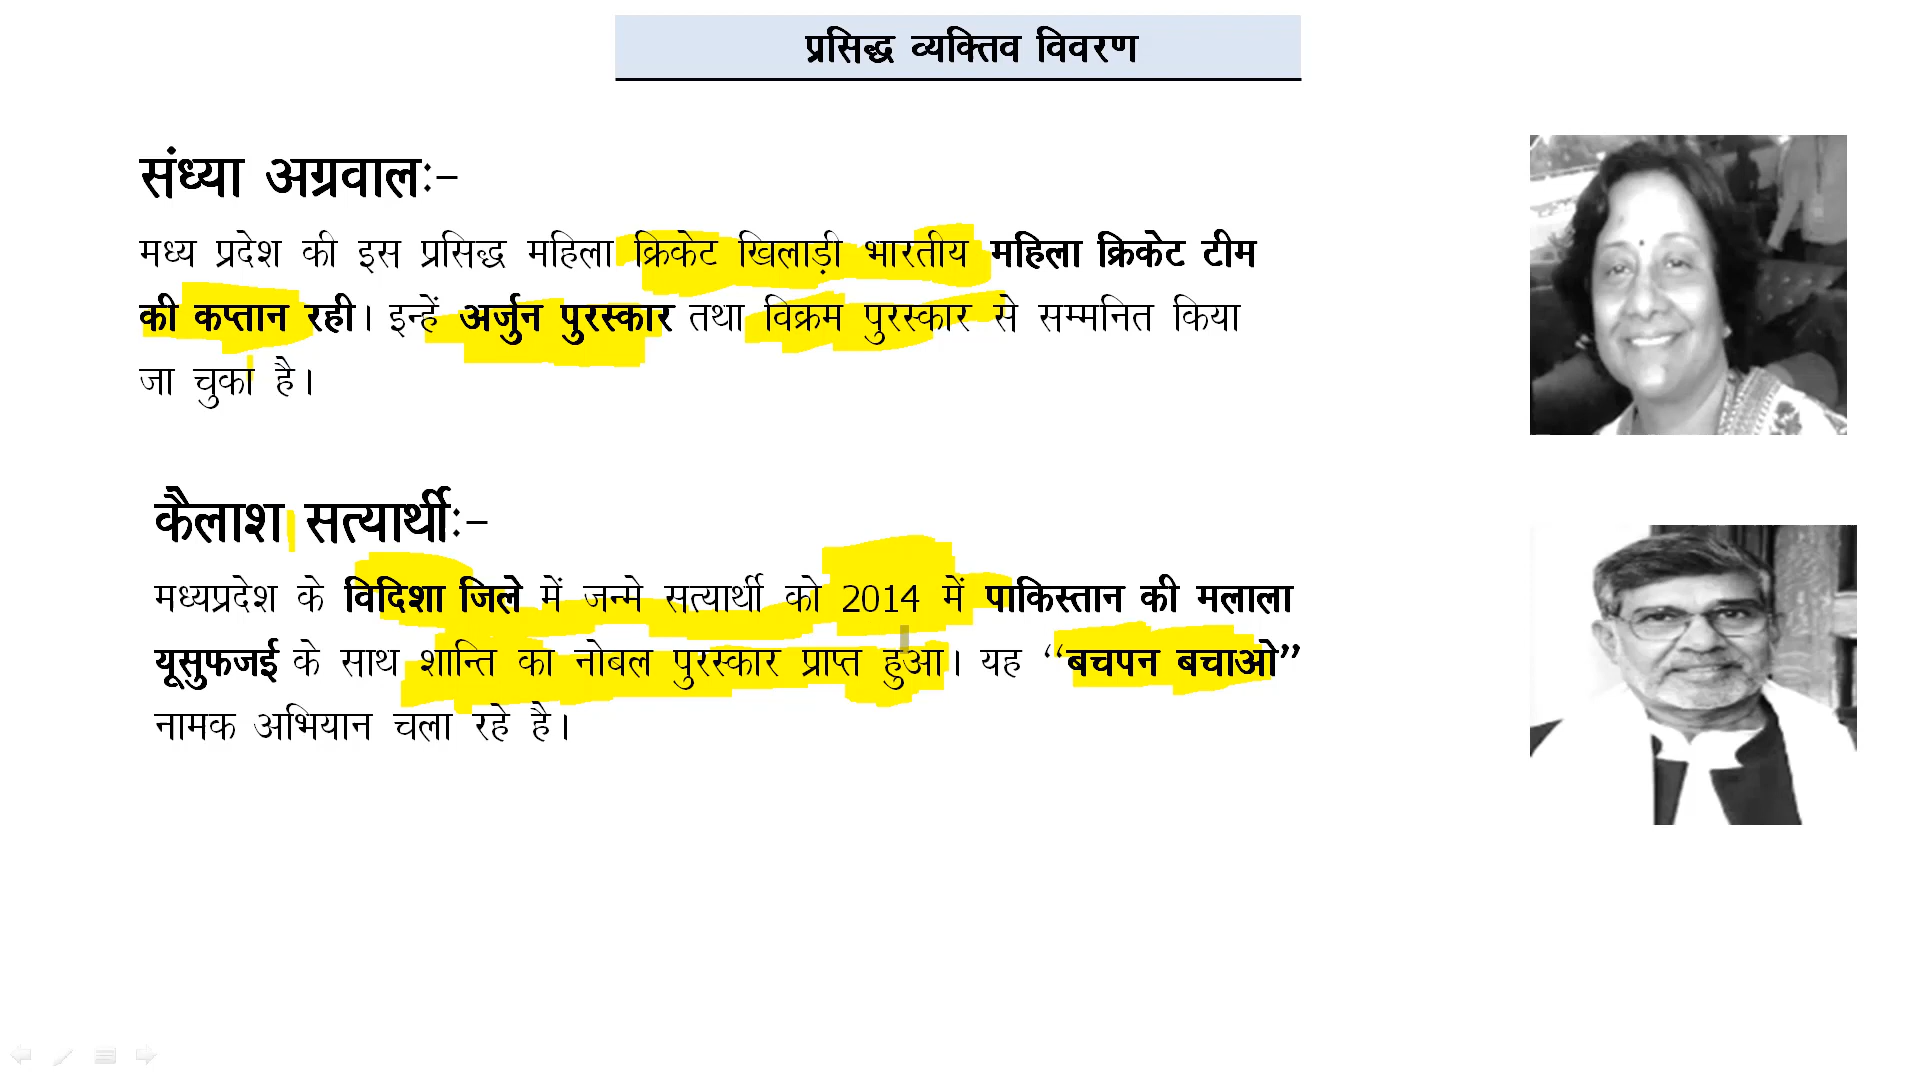 प्रसिद्ध व्यक्तिव विवरण
संध्या अग्रवालः–
मध्य प्रदेश की इस प्रसिद्ध महिला क्रिकेट खिलाड़ी भारतीय महिला क्रिकेट टीम
की कप्तान रही। इन्हें अर्जुन पुरस्कार तथा विक्रम पुरस्कार से सम्मनित किया
जा चुका है।
कैलाश सत्यार्थीः–
मध्यप्रदेश के विदिशा जिले में जन्मे सत्यार्थी को 2014 में पाकिस्तान की मलाला
यूसुफजई के साथ शान्ति का नोबल पुरस्कार प्राप्त हुआ। यह “बचपन बचाओ”
नामक अभियान चला रहे है।